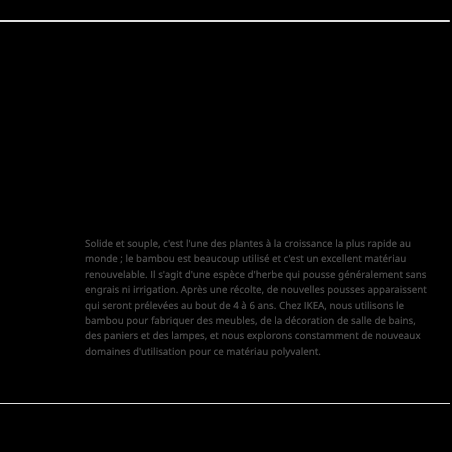 Solide et souple, c'est l'une des plantes à la croissance la plus rapide au
monde ; le bambou est beaucoup utilisé et c'est un excellent matériau
renouvelable. Il s'agit d'une espèce d'herbe qui pousse généralement sans
engrais ni irrigation. Après une récolte, de nouvelles pousses apparaissent
qui seront prélevées au bout de 4 à 6 ans. Chez IKEA, nous utilisons le
bambou pour fabriquer des meubles, de la décoration de salle de bains,
des paniers et des lampes, et nous explorons constamment de nouveaux
domaines d'utilisation pour ce matériau polyvalent.